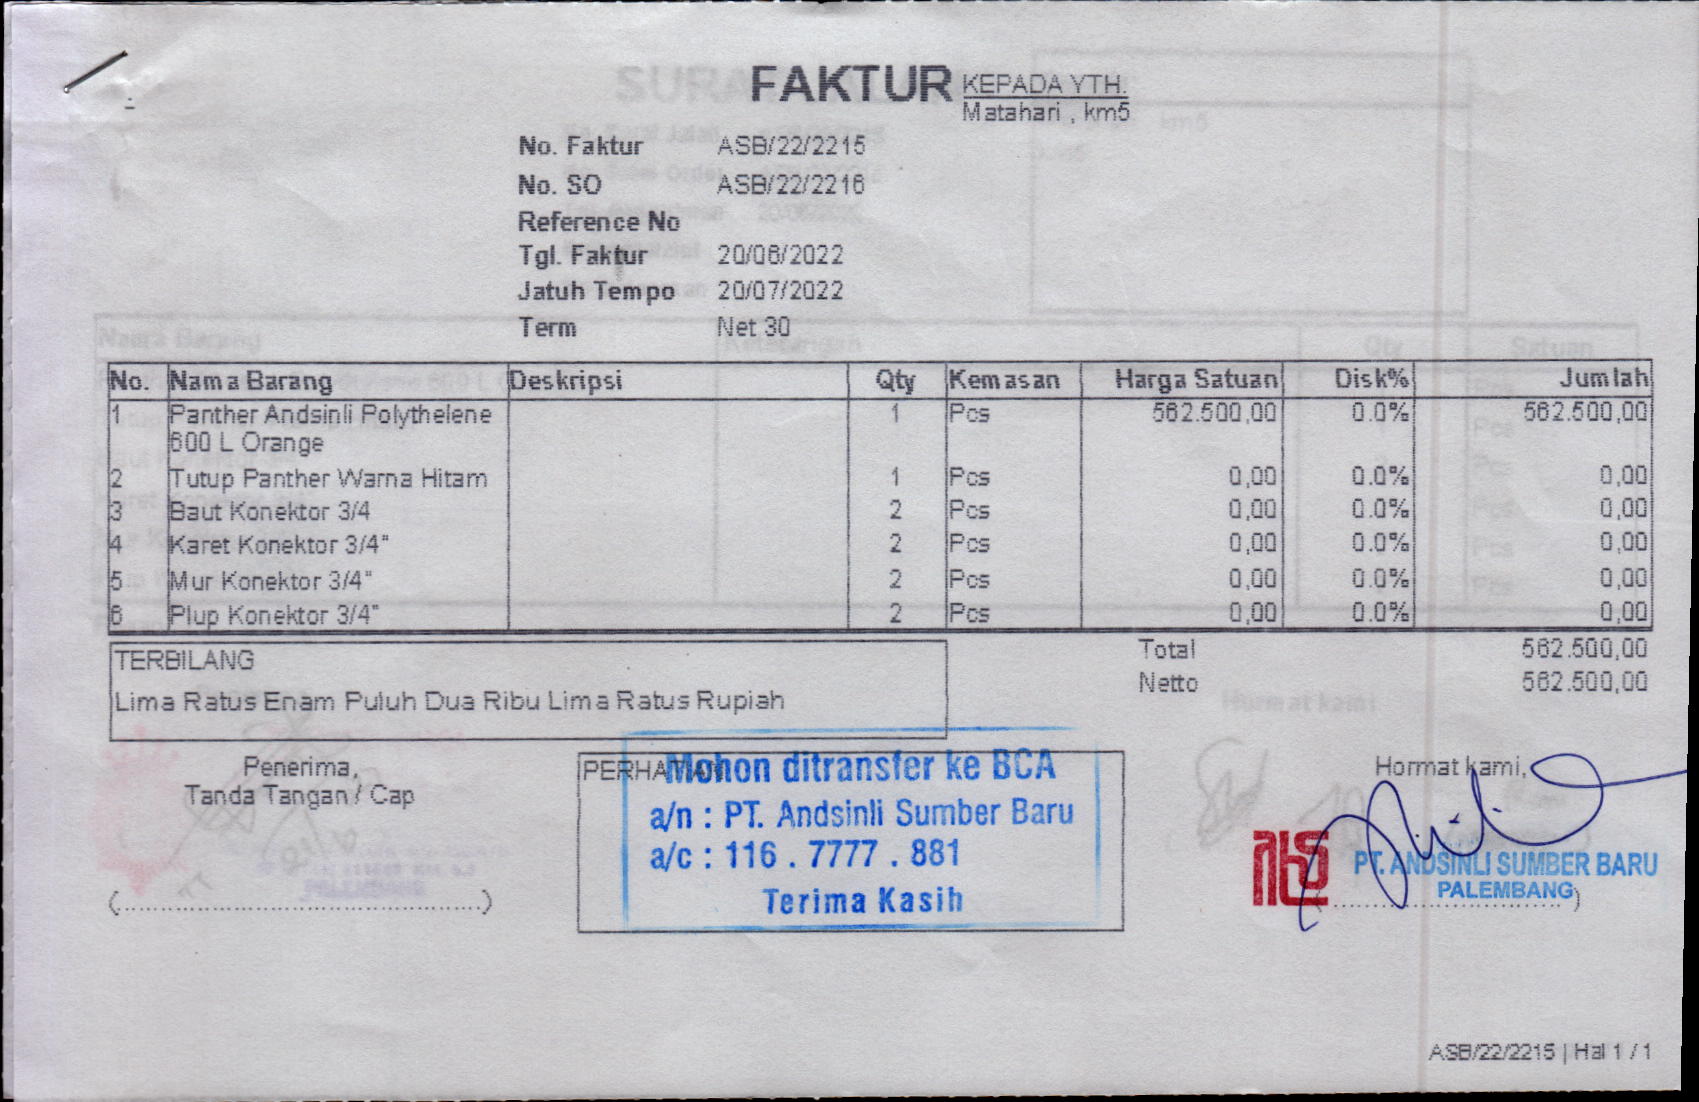 FAKTUR
KEPADA YTH.
Matahari , km5
No. Faktur ASB/22/2215
No. SO ASB/22/2216
Reference No
Tgl. Faktur 20/06/2022
Jatuh Tempo 20/07/2022
Term Net 30
No. Nama Barang Deskripsi Qty Kemasan Harga Satuan Disk% Jumlah
1 Panther Andsinli Polythelene 1 Pcs 562.500,00 0.0% 562.500,00
600 L Orange
2 Tutup Panther Warna Hitam 1 Pcs 0,00 0.0% 0,00
3 Baut Konektor 3/4 2 Pcs 0,00 0.0% 0,00
4 Karet Konektor 3/4" 2 Pcs 0,00 0.0% 0,00
5 Mur Konektor 3/4" 2 Pcs 0,00 0.0% 0,00
6 Plup Konektor 3/4" 2 Pcs 0,00 0.0% 0,00
Total 562.500,00
Netto 562.500,00
TERBILANG
Lima Ratus Enam Puluh Dua Ribu Lima Ratus Rupiah
Penerima,
Tanda Tangan / Cap
(..................................................)
PERHATIAN
Mohon ditransfer ke BCA
a/n : PT. Andsinli Sumber Baru
a/c : 116 . 7777 . 881
Terima Kasih
Hormat kami,
PT. ANDSINLI SUMBER BARU
PALEMBANG
ASB/22/2215 | Hal 1 / 1